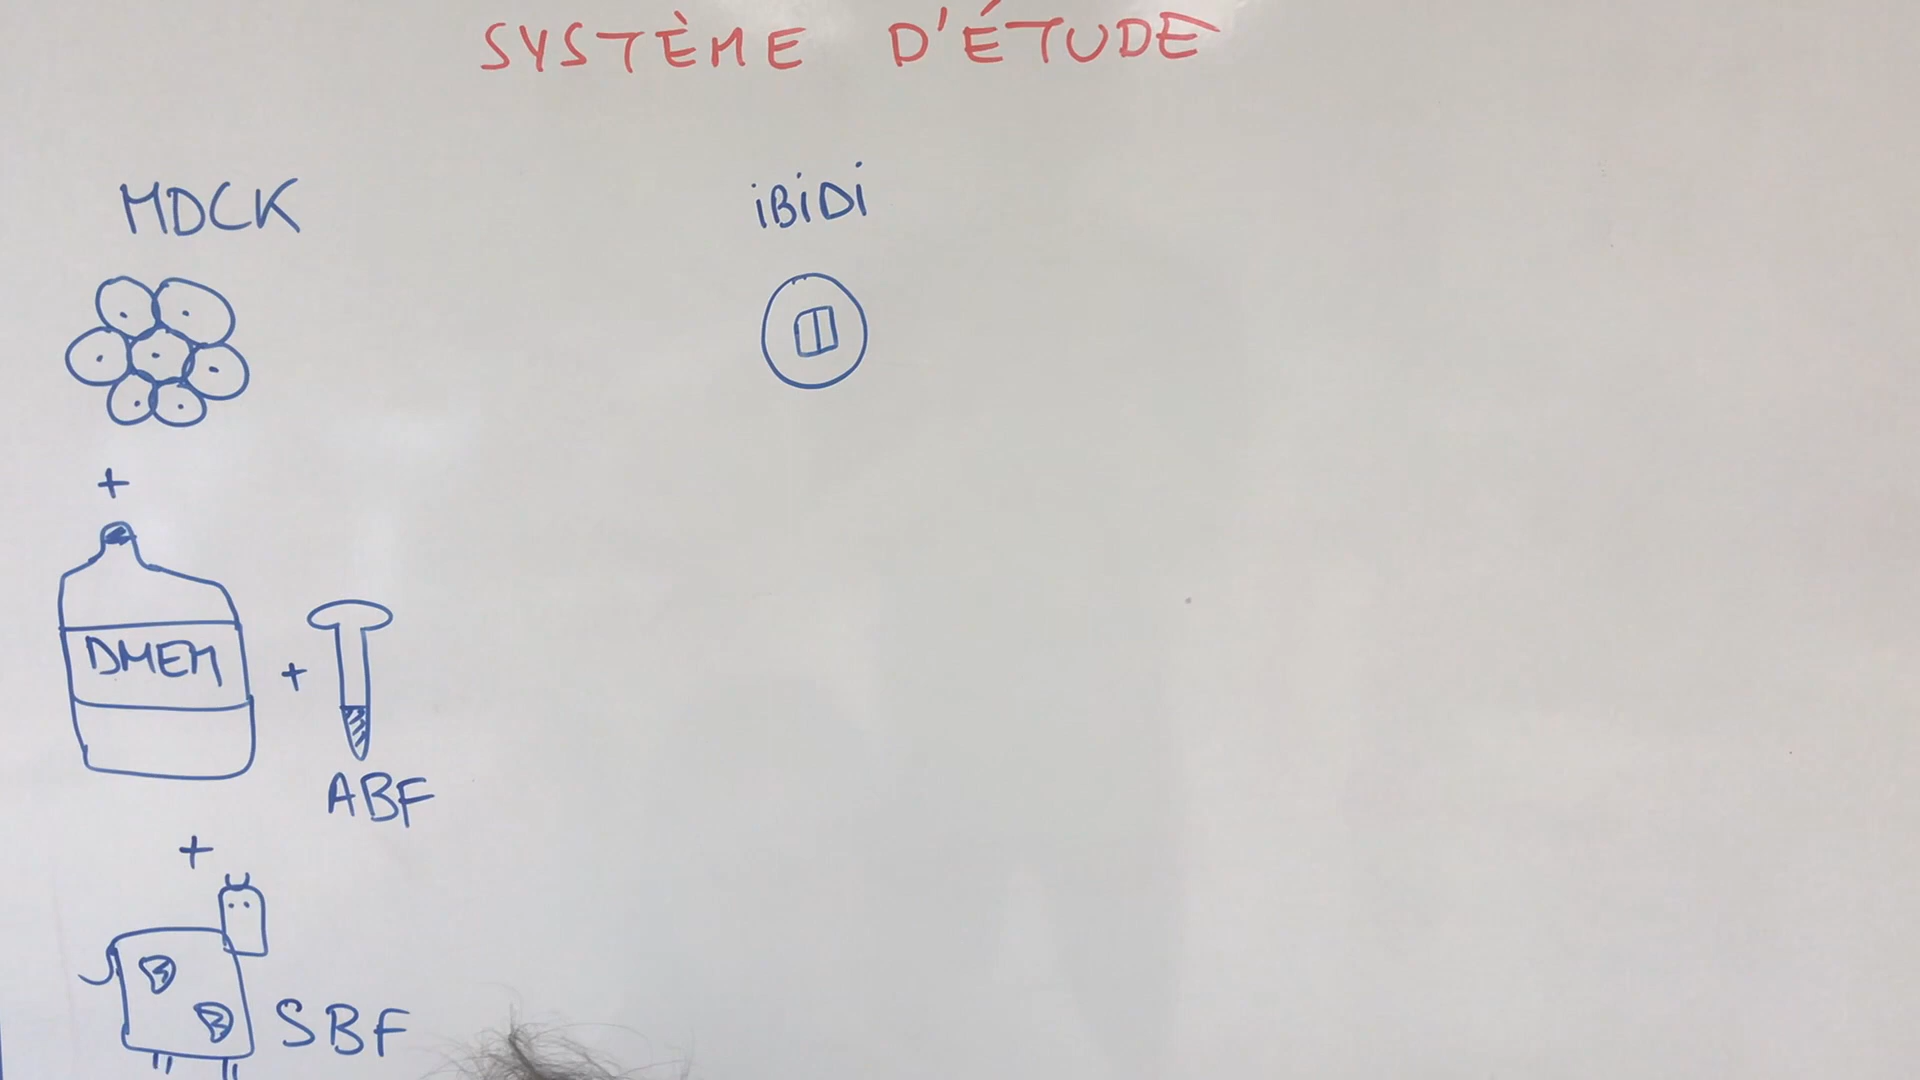 SYSTÈME D'ÉTUDE
MDCK
iBiDi
+
DMEM
+
ABF
+
SBF